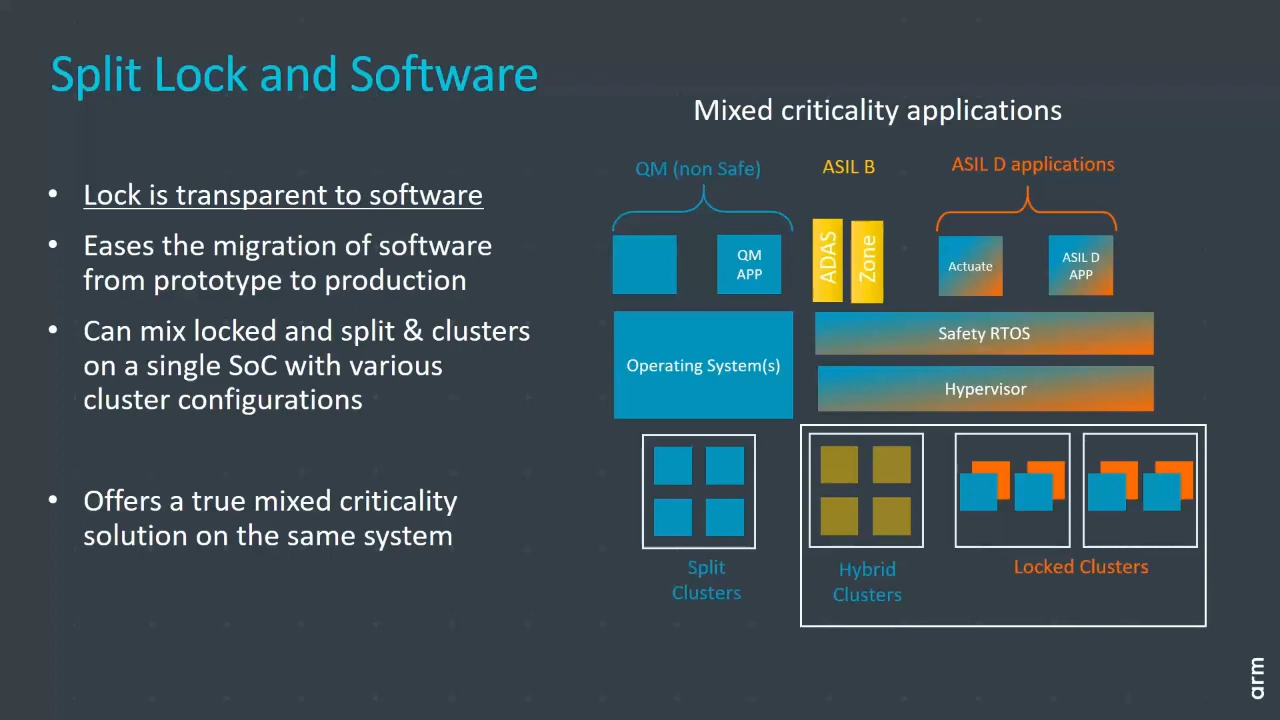 Split Lock and Software
Mixed criticality applications
• Lock is transparent to software
• Eases the migration of software
from prototype to production
• Can mix locked and split & clusters
on a single SoC with various
cluster configurations
• Offers a true mixed criticality
solution on the same system
QM (non Safe)
ASIL B
ASIL D applications
QM
APP
ADAS
Zone
Actuate
ASIL D
APP
Operating System(s)
Safety RTOS
Hypervisor
Split
Clusters
Hybrid
Clusters
Locked Clusters
arm